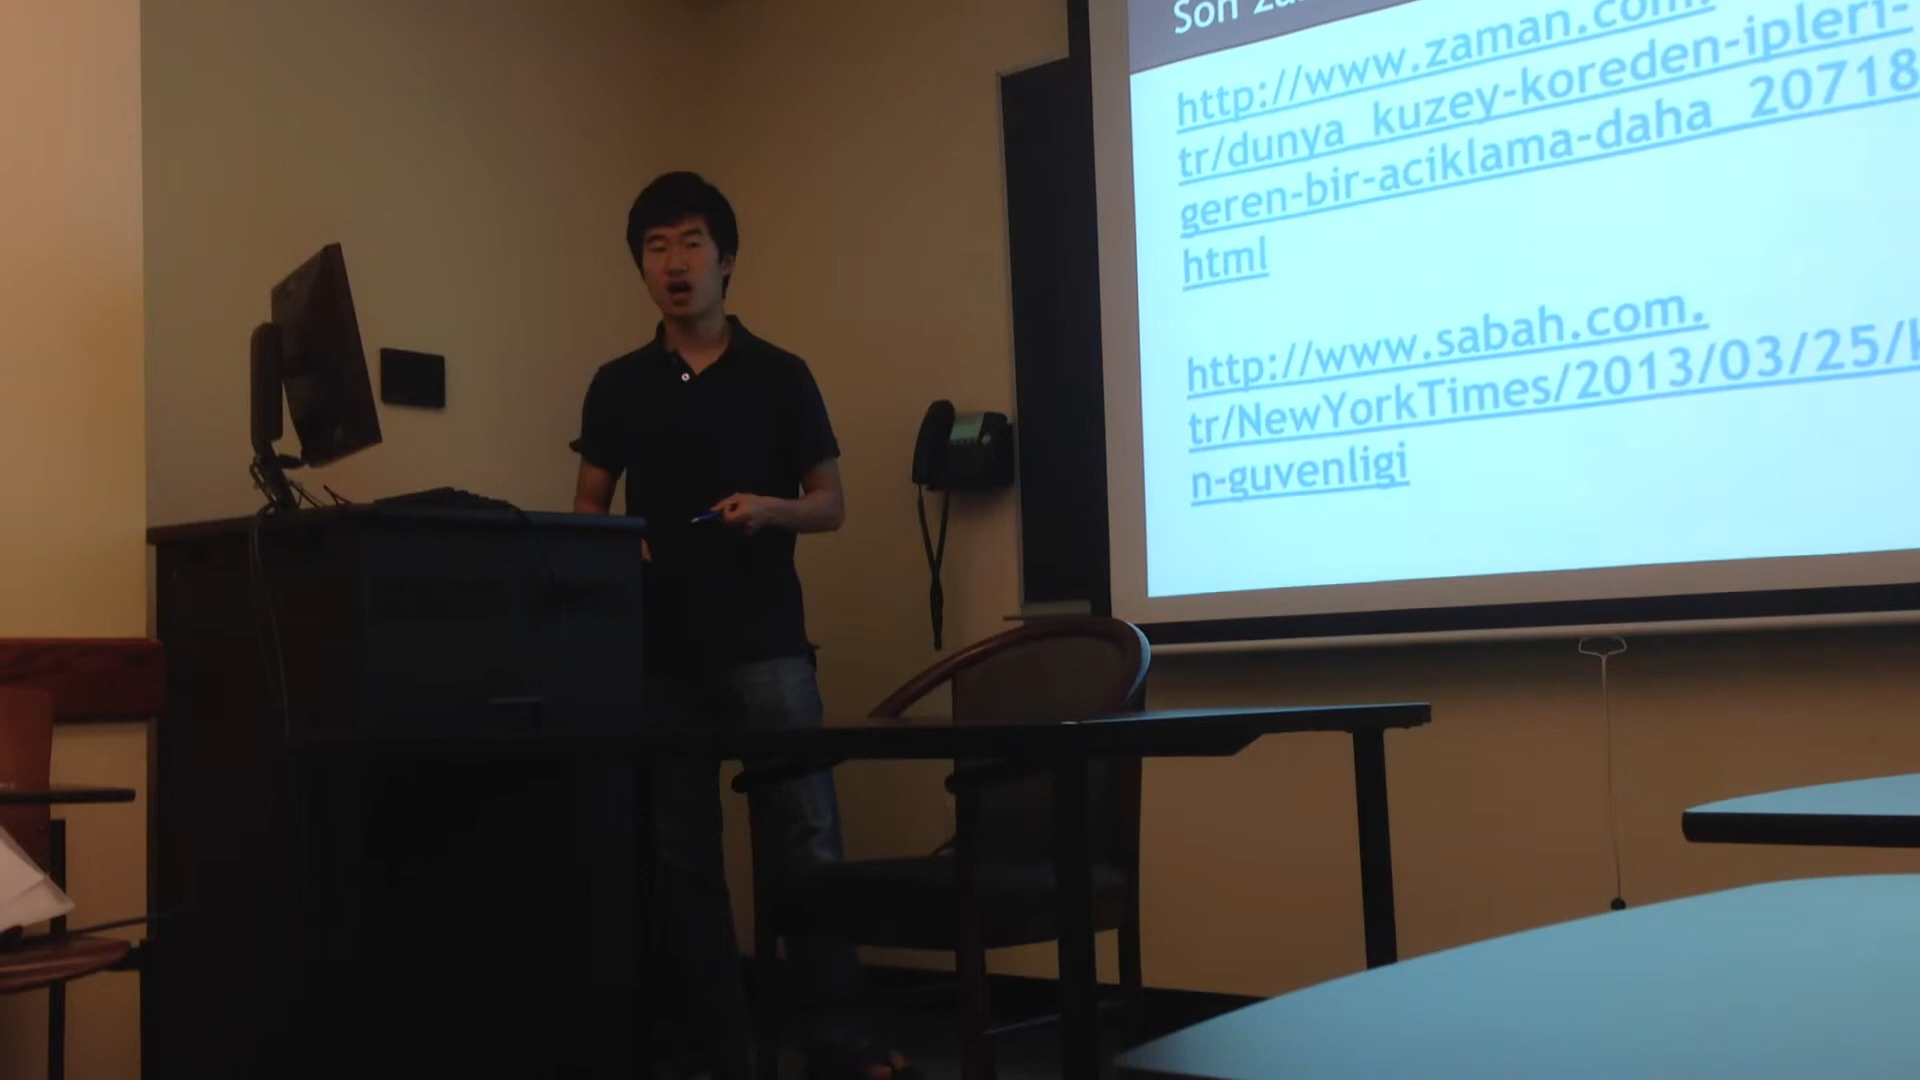 Son
http://www.zaman.com.
tr/dunya_kuzey-koreden-ipleri-
geren-bir-aciklama-daha_20718
html
http://www.sabah.com.
tr/NewYorkTimes/2013/03/25/k
n-guvenligi